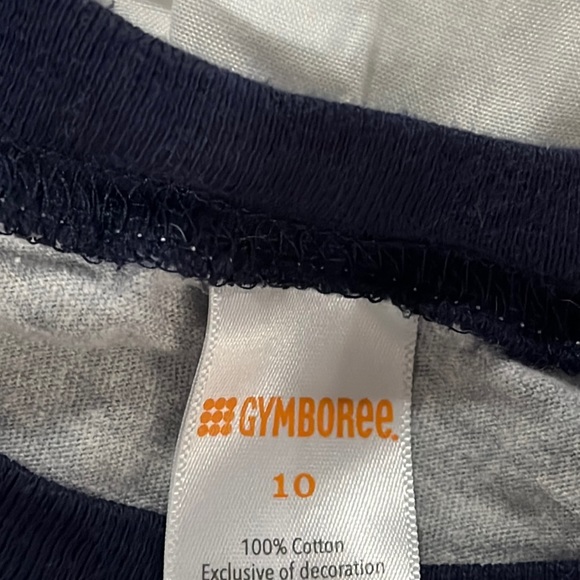 GYMBOREE
10
100% Cotton
Exclusive of decoration